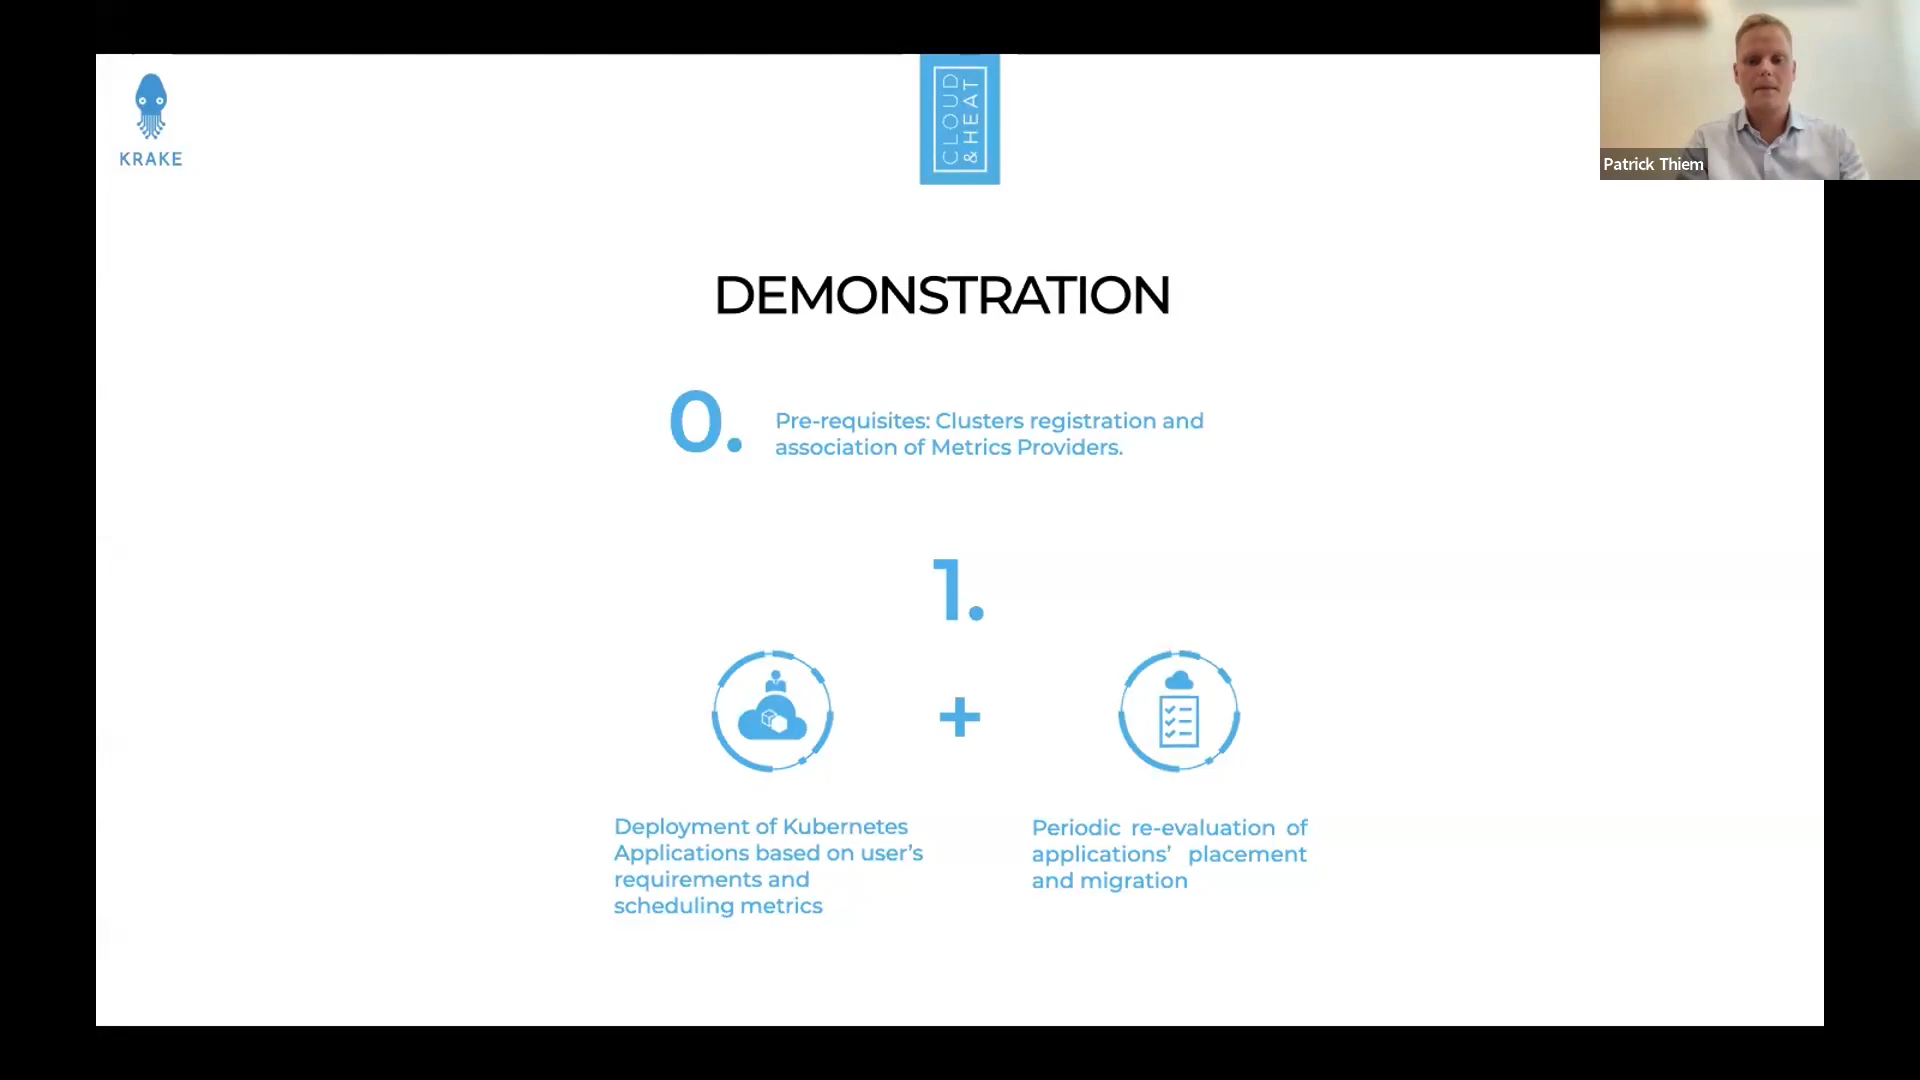 KRAKE
CLOUD
& HEAT
Patrick Thiem
DEMONSTRATION
0.
Pre-requisites: Clusters registration and
association of Metrics Providers.
1.
+
Deployment of Kubernetes
Applications based on user’s
requirements and
scheduling metrics
Periodic re-evaluation of
applications’ placement
and migration